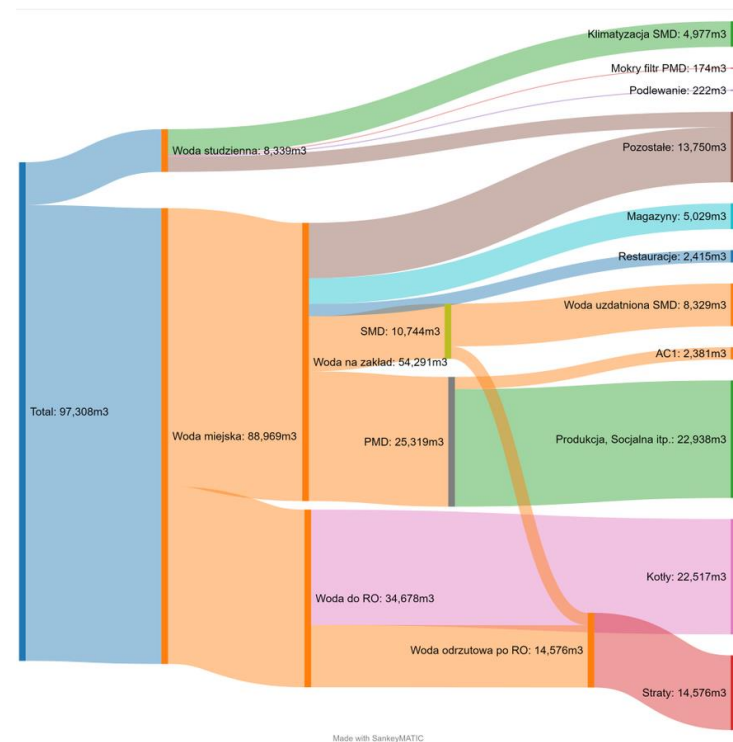 Klimatyzacja SMD: 4,977m3
Mokry filtr PMD: 174m3
Podlewanie: 222m3
Woda studzienna: 8,339m3
Pozostałe: 13,750m3
Magazyny: 5,029m3
Restauracje: 2,415m3
Woda uzdatniona SMD: 8,329m3
SMD: 10,744m3
AC1: 2,381m3
Woda na zakład: 54,291m3
Total: 97,308m3
Woda miejska: 88,969m3
PMD: 25,319m3
Produkcja, Socjalna itp.: 22,938m3
Kotły: 22,517m3
Woda do RO: 34,678m3
Woda odrzutowa po RO: 14,576m3
Straty: 14,576m3
Made with SankeyMATIC